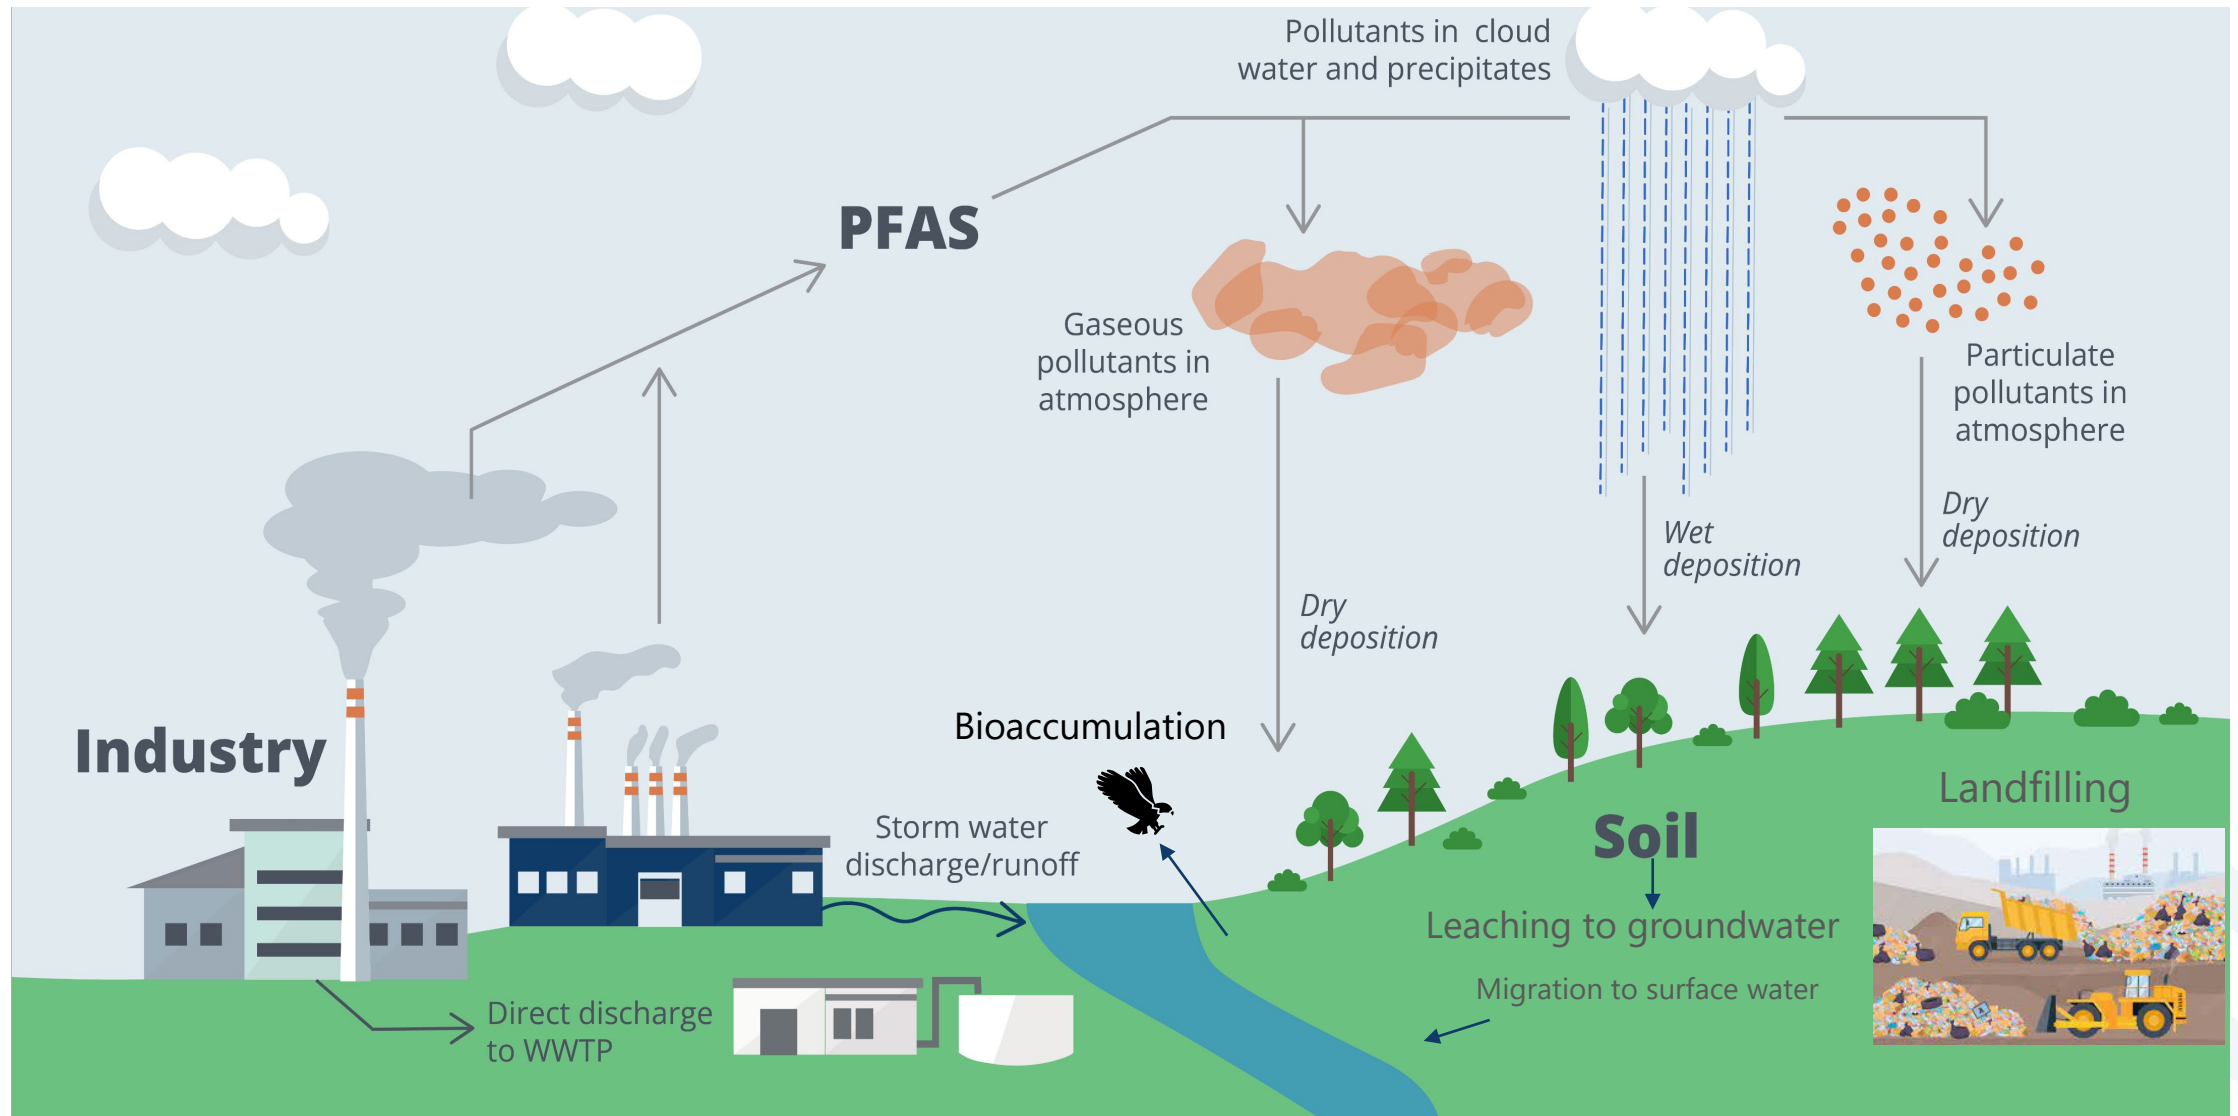 Pollutants in cloud
water and precipitates
PFAS
Gaseous
pollutants in
atmosphere
Particulate
pollutants in
atmosphere
Dry
deposition
Wet
deposition
Dry
deposition
Industry
Bioaccumulation
Storm water
discharge/runoff
Landfilling
Soil
Leaching to groundwater
Migration to surface water
Direct discharge
to WWTP